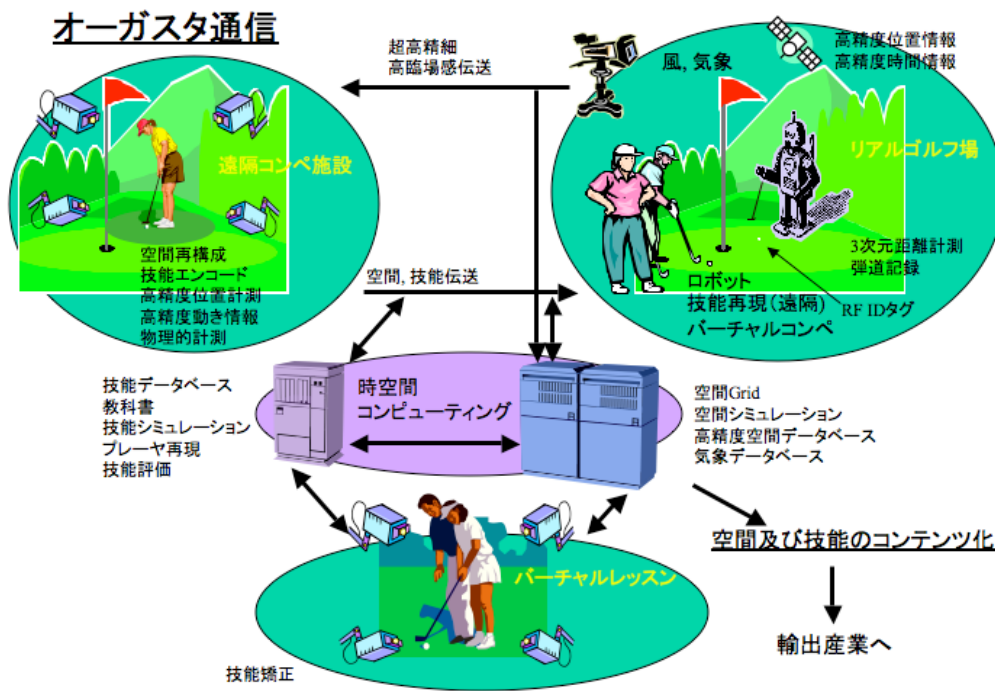 オーガスタ通信
超高精細
高臨場感伝送
風, 気象
高精度位置情報
高精度時間情報
遠隔コンペ施設
リアルゴルフ場
空間再構成
技能エンコード
高精度位置計測
高精度動き情報
物理的計測
空間, 技能伝送
3次元距離計測
弾道記録
ロボット
技能再現(遠隔)
バーチャルコンペ
RF IDタグ
技能データベース
教科書
技能シミュレーション
プレーヤ再現
技能評価
時空間
コンピューティング
空間Grid
空間シミュレーション
高精度空間データベース
気象データベース
空間及び技能のコンテンツ化
バーチャルレッスン
輸出産業へ
技能矯正